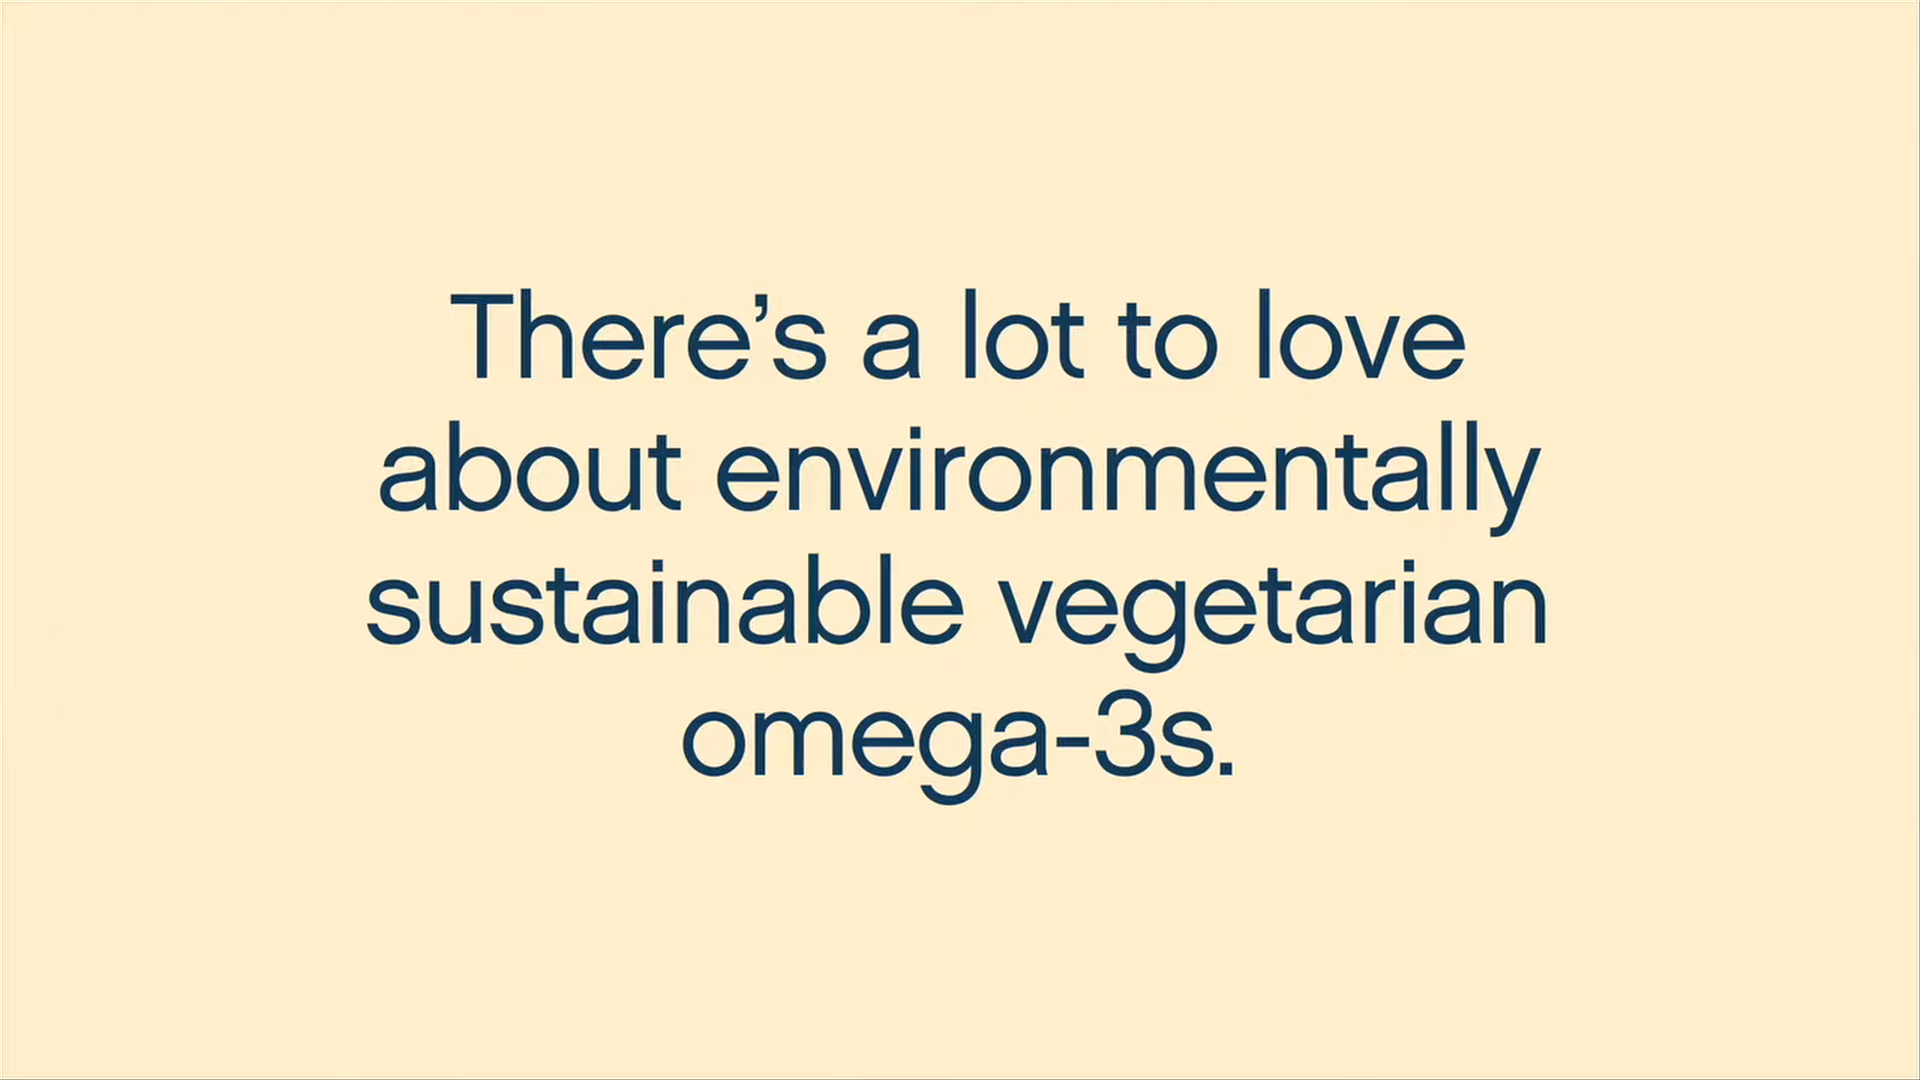 There’s a lot to love
about environmentally
sustainable vegetarian
omega-3s.